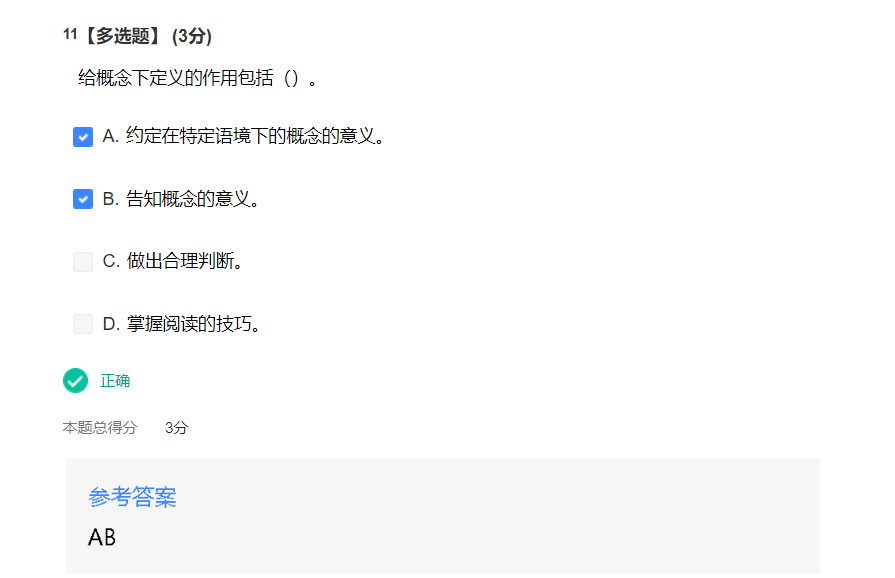 11【多选题】 (3分)
给概念下定义的作用包括（）。
A. 约定在特定语境下的概念的意义。
B. 告知概念的意义。
C. 做出合理判断。
D. 掌握阅读的技巧。
正确
本题总得分 3分
参考答案
AB